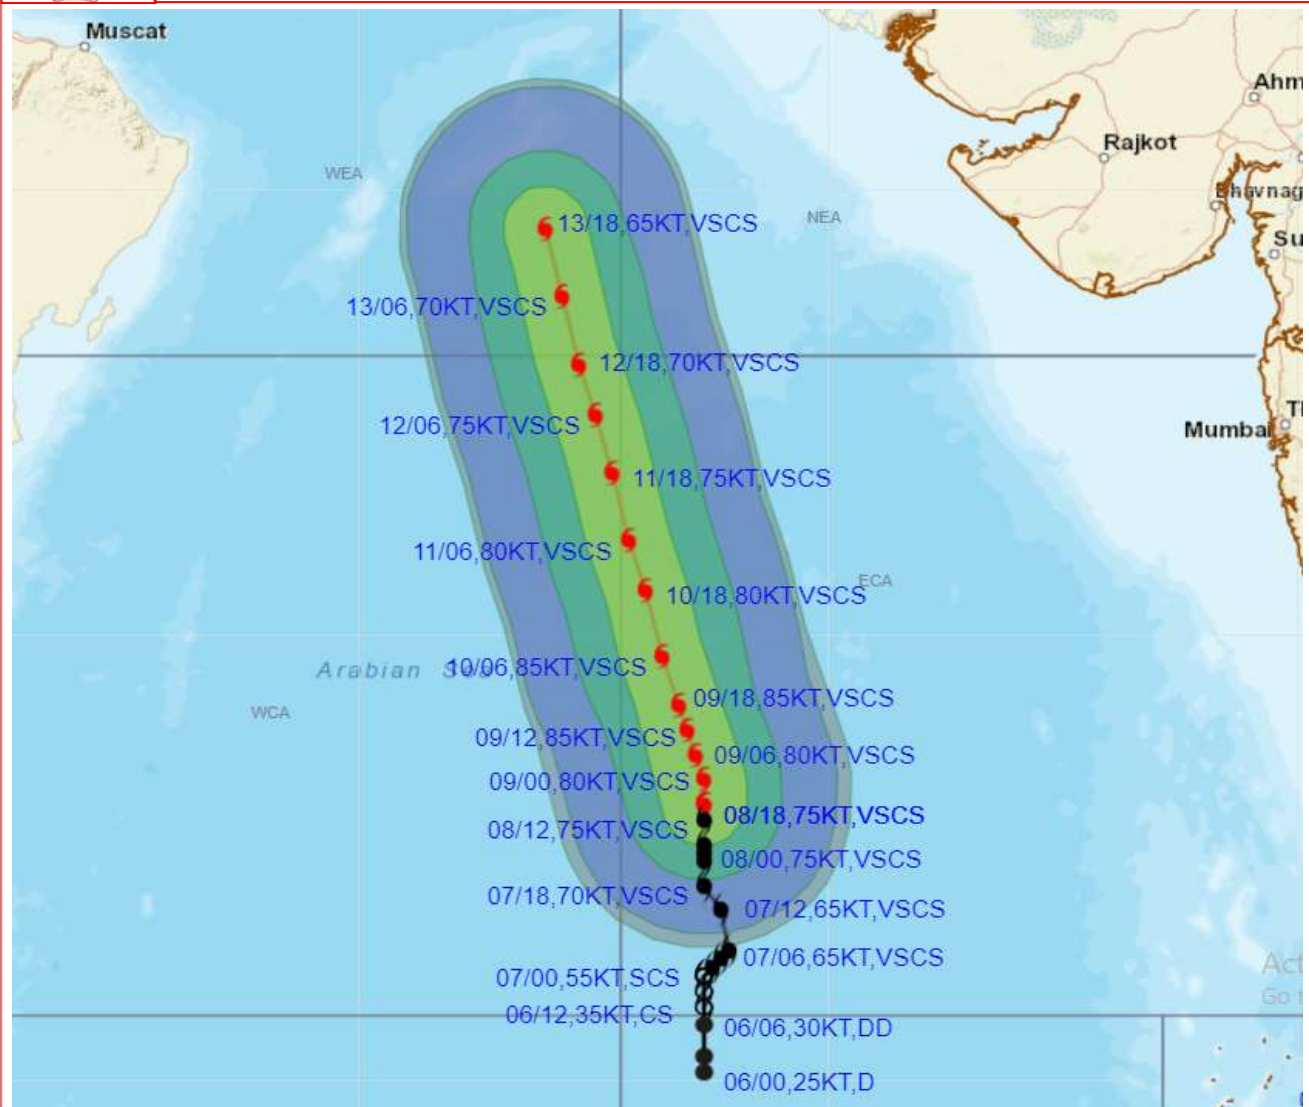 Muscat
Ahm
Rajkot
WEA
Bhavnag
NEA
13/18,65KT,VSCS
Su
13/06,70KT,VSCS
12/18,70KT,VSCS
12/06,75KT,VSCS
Mumbai
11/18,75KT,VSCS
11/06,80KT,VSCS
ECA
10/18,80KT,VSCS
Arabian Sea
10/06,85KT,VSCS
WCA
09/18,85KT,VSCS
09/12,85KT,VSCS
09/06,80KT,VSCS
09/00,80KT,VSCS
08/18,75KT,VSCS
08/12,75KT,VSCS
08/00,75KT,VSCS
07/18,70KT,VSCS
07/12,65KT,VSCS
07/06,65KT,VSCS
Act
07/00,55KT,SCS
Go t
06/12,35KT,CS
06/06,30KT,DD
06/00,25KT,D